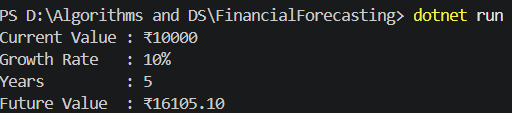 PS D:\Algorithms and DS\FinancialForecasting> dotnet run
Current Value : ₹10000
Growth Rate   : 10%
Years         : 5
Future Value  : ₹16105.10